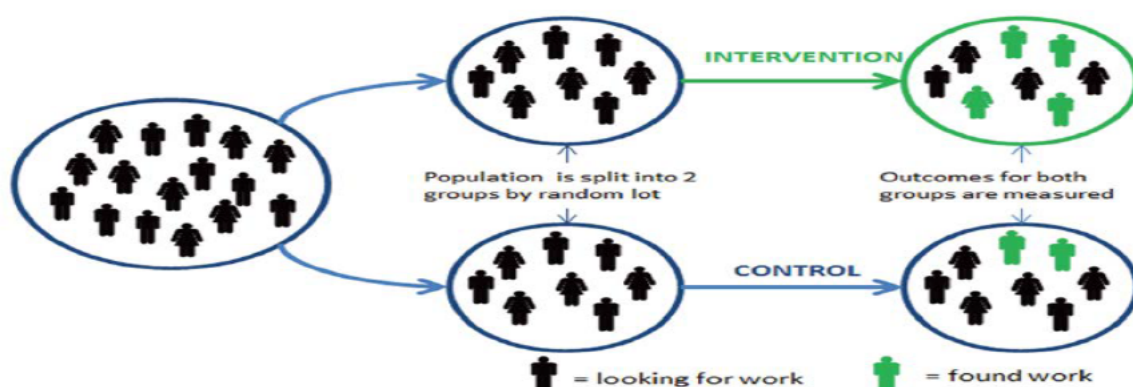 INTERVENTION
Population is split into 2
groups by random lot
Outcomes for both
groups are measured
CONTROL
= looking for work
= found work